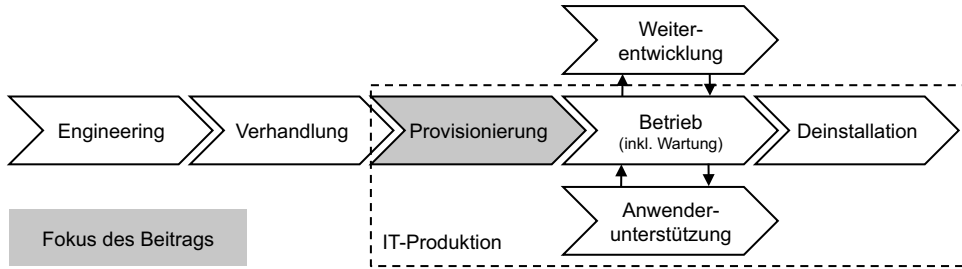 Weiter-
entwicklung
Engineering
Verhandlung
Provisionierung
Betrieb
(inkl. Wartung)
Deinstallation
Anwender-
unterstützung
Fokus des Beitrags
IT-Produktion